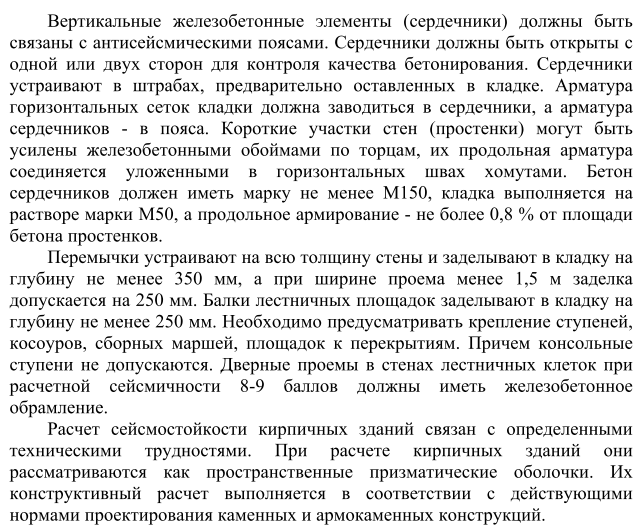 Вертикальные железобетонные элементы (сердечники) должны быть
связаны с антисейсмическими поясами. Сердечники должны быть открыты с
одной или двух сторон для контроля качества бетонирования. Сердечники
устраивают в штрабах, предварительно оставленных в кладке. Арматура
горизонтальных сеток кладки должна заводиться в сердечники, а арматура
сердечников - в пояса. Короткие участки стен (простенки) могут быть
усилены железобетонными обоймами по торцам, их продольная арматура
соединяется уложенными в горизонтальных швах хомутами. Бетон
сердечников должен иметь марку не менее М150, кладка выполняется на
растворе марки М50, а продольное армирование - не более 0,8 % от площади
бетона простенков.
Перемычки устраивают на всю толщину стены и заделывают в кладку на
глубину не менее 350 мм, а при ширине проема менее 1,5 м заделка
допускается на 250 мм. Балки лестничных площадок заделывают в кладку на
глубину не менее 250 мм. Необходимо предусматривать крепление ступеней,
косоуров, сборных маршей, площадок к перекрытиям. Причем консольные
ступени не допускаются. Дверные проемы в стенах лестничных клеток при
расчетной сейсмичности 8-9 баллов должны иметь железобетонное
обрамление.
Расчет сейсмостойкости кирпичных зданий связан с определенными
техническими трудностями. При расчете кирпичных зданий они
рассматриваются как пространственные призматические оболочки. Их
конструктивный расчет выполняется в соответствии с действующими
нормами проектирования каменных и армокаменных конструкций.